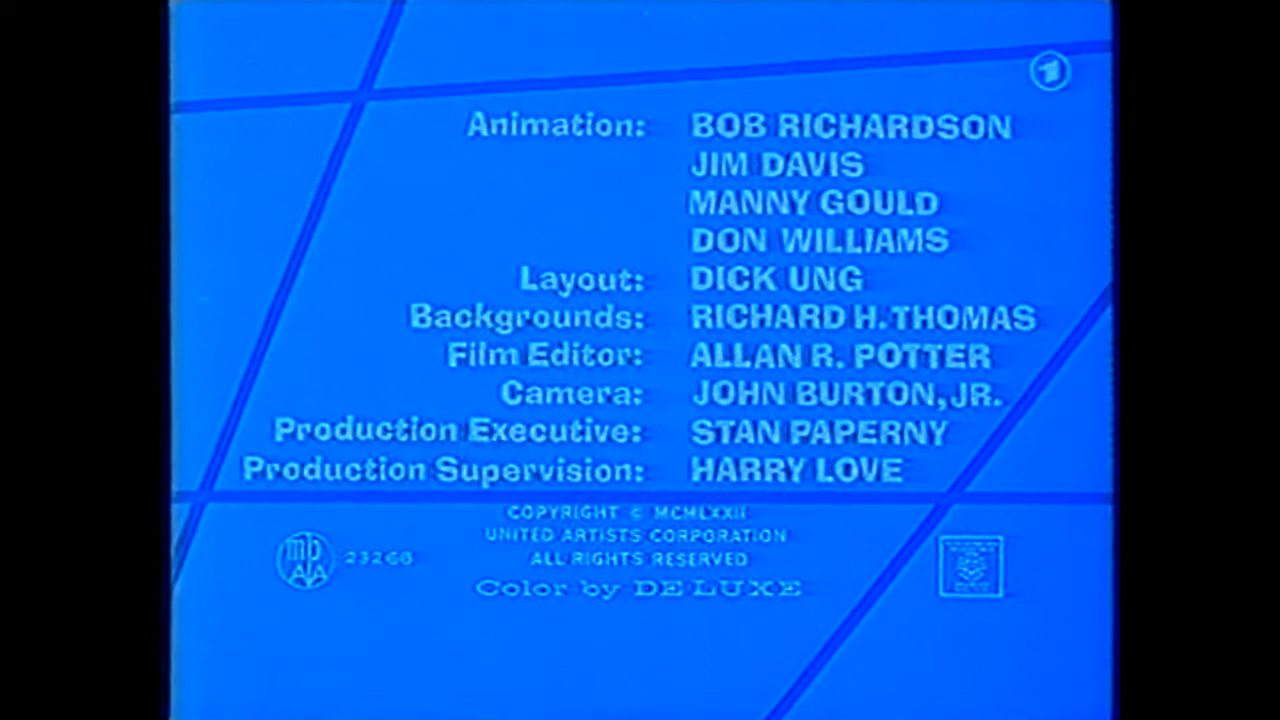 Animation: BOB RICHARDSON
JIM DAVIS
MANNY GOULD
DON WILLIAMS
Layout: DICK UNG
Backgrounds: RICHARD H. THOMAS
Film Editor: ALLAN R. POTTER
Camera: JOHN BURTON, JR.
Production Executive: STAN PAPERNY
Production Supervision: HARRY LOVE
COPYRIGHT © MCMLXXII
UNITED ARTISTS CORPORATION
ALL RIGHTS RESERVED
Color by DE LUXE
23268
1